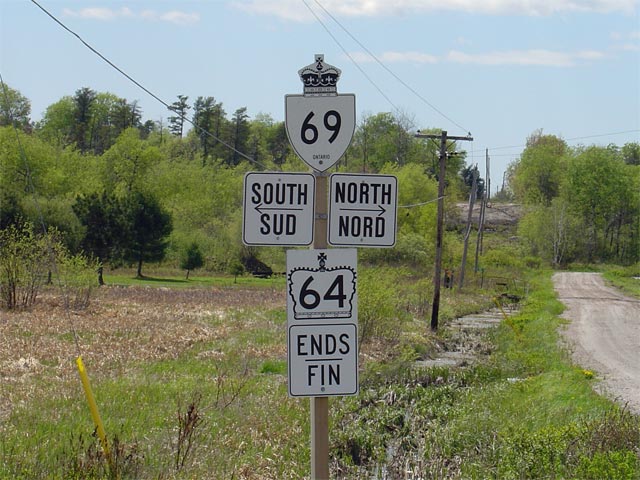 69
ONTARIO
SOUTH
SUD
NORTH
NORD
64
ENDS
FIN